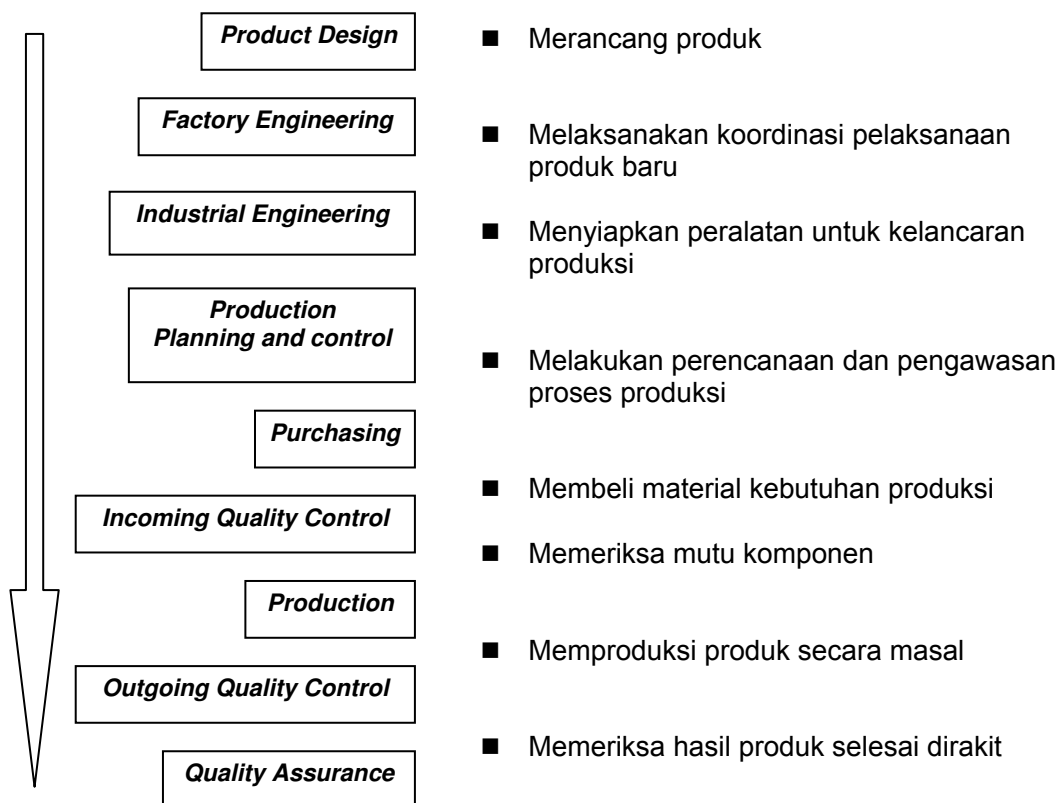 Product Design
■ Merancang produk
Factory Engineering
■ Melaksanakan koordinasi pelaksanaan
produk baru
Industrial Engineering
■ Menyiapkan peralatan untuk kelancaran
produksi
Production
Planning and control
■ Melakukan perencanaan dan pengawasan
proses produksi
Purchasing
■ Membeli material kebutuhan produksi
Incoming Quality Control
■ Memeriksa mutu komponen
Production
■ Memproduksi produk secara masal
Outgoing Quality Control
■ Memeriksa hasil produk selesai dirakit
Quality Assurance